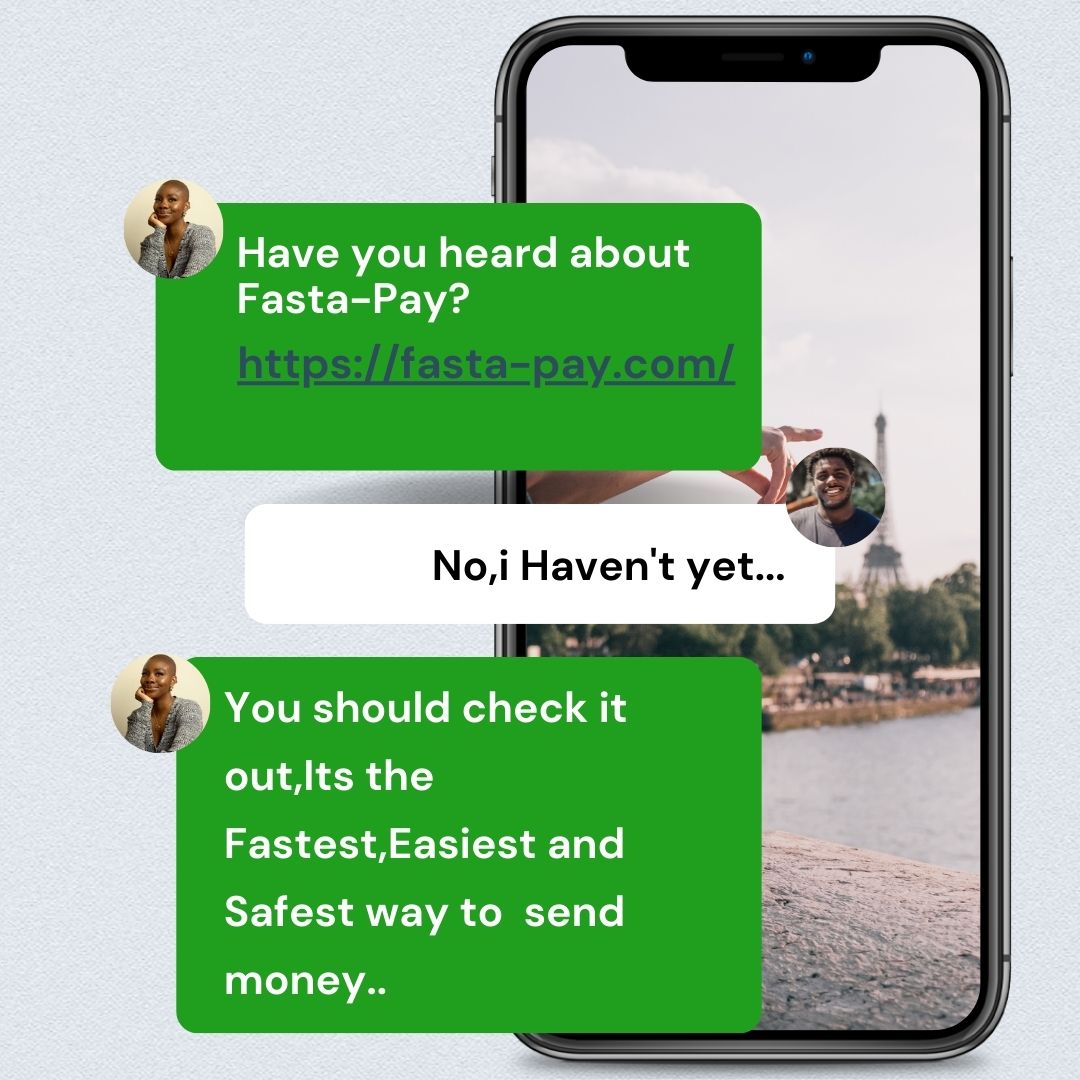 Have you heard about
Fasta-Pay?
https://fasta-pay.com/
No,i Haven't yet...
You should check it
out,Its the
Fastest,Easiest and
Safest way to  send
money..